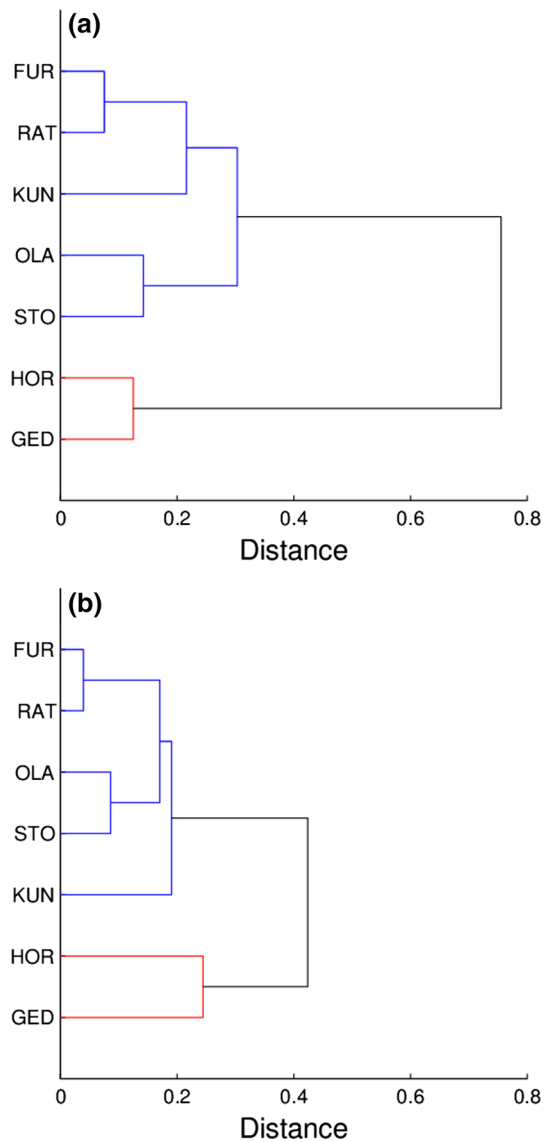 (a)
FUR
RAT
KUN
OLA
STO
HOR
GED
0 0.2 0.4 0.6 0.8
Distance
(b)
FUR
RAT
OLA
STO
KUN
HOR
GED
0 0.2 0.4 0.6 0.8
Distance